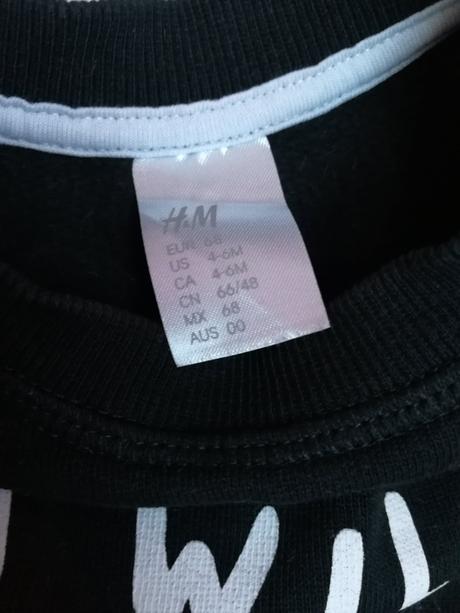 H&M
EUR 68
US 4-6M
CA 4-6M
CN 66/48
MX 68
AUS 00
W